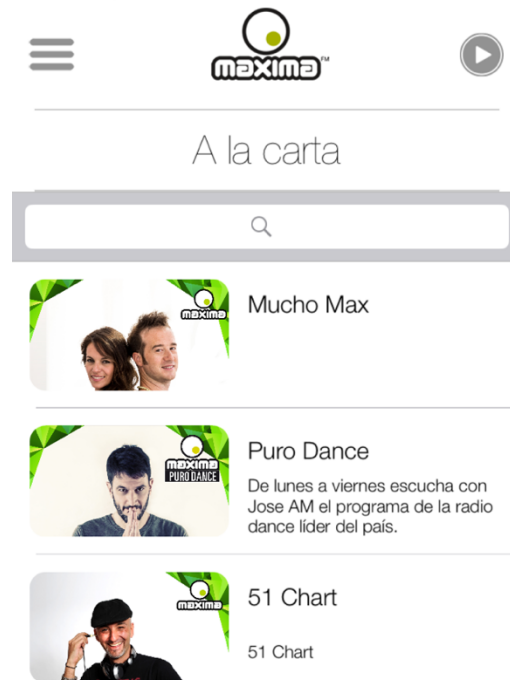 maxima™
A la carta
maxima
Mucho Max
maxima
PURO DANCE
Puro Dance
De lunes a viernes escucha con
Jose AM el programa de la radio
dance líder del país.
maxima
51 Chart
51 Chart